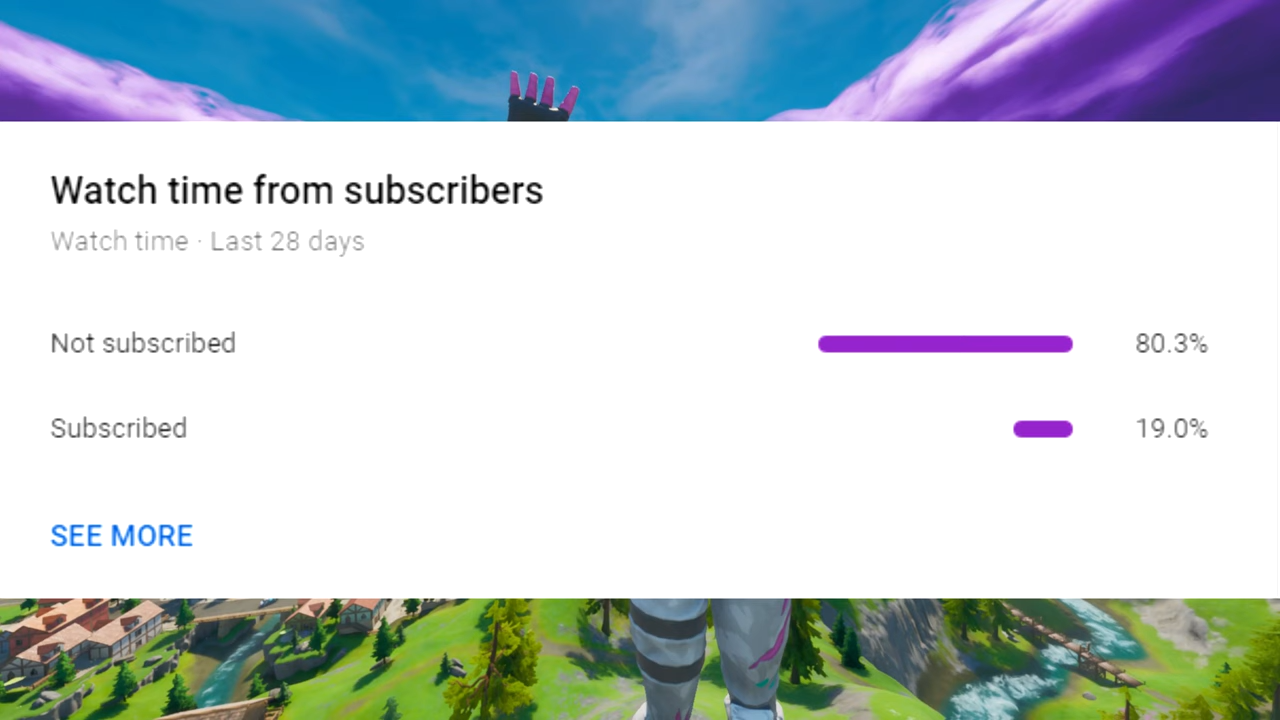 Watch time from subscribers
Watch time · Last 28 days
Not subscribed 80.3%
Subscribed 19.0%
SEE MORE